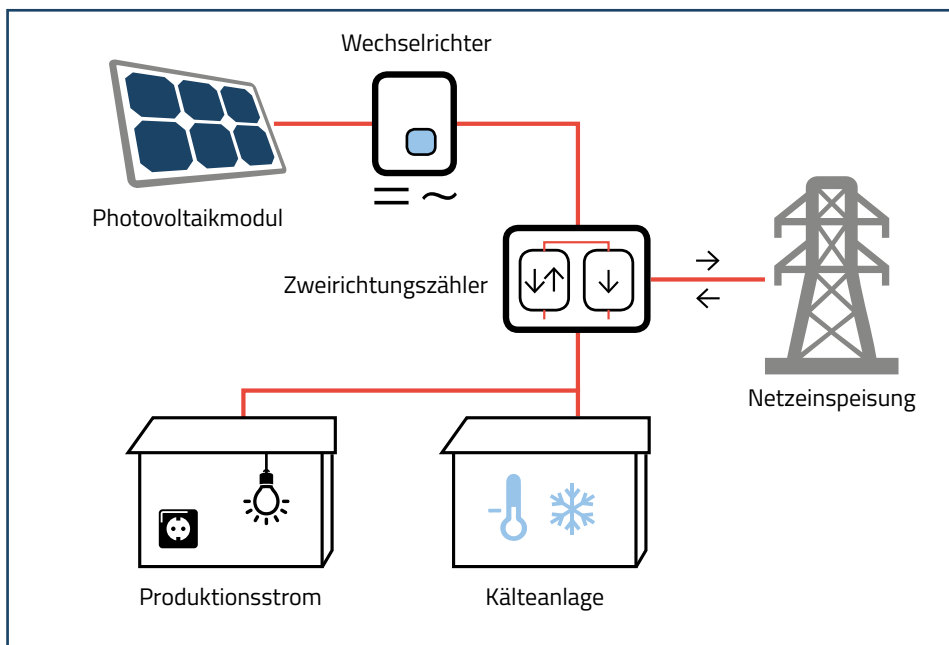 Wechselrichter
Photovoltaikmodul
Zweirichtungszähler
Netzeinspeisung
Produktionsstrom
Kälteanlage